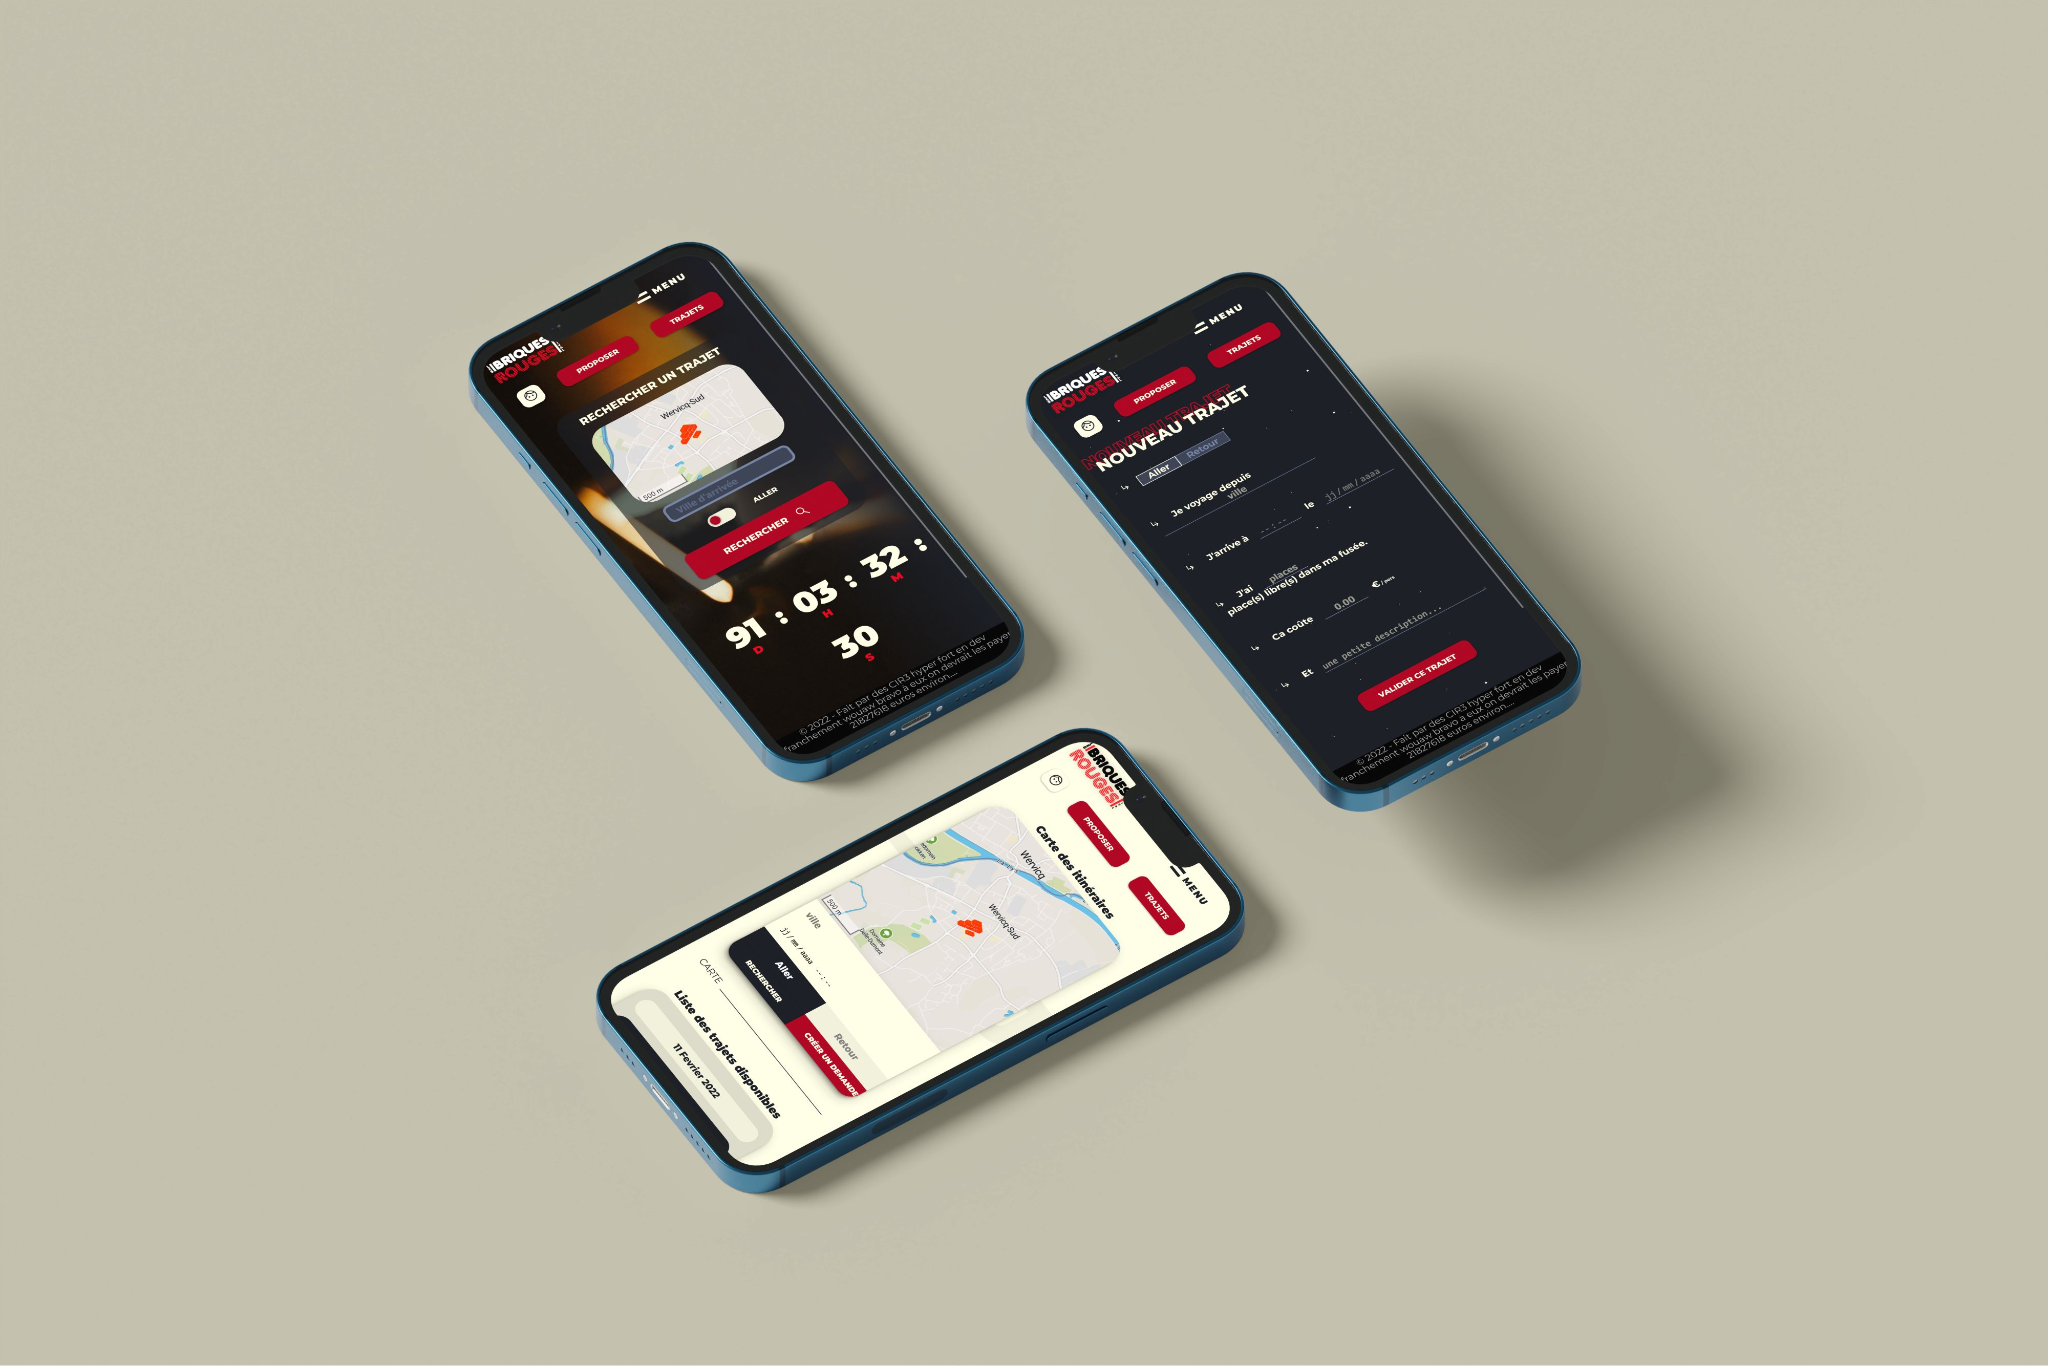 MENU
BRIQUES
ROUGES
PROPOSER
TRAJETS
RECHERCHER UN TRAJET
Wervicq-Sud
500 m
Ville d'arrivée
ALLER
RECHERCHER
91 : 03 : 32 :
D H M
30
S
© 2022 - Fait par des CIR3 hyper fort en dev
franchement wouaw bravo à eux on devrait les payer
21827618 euros environ...
MENU
BRIQUES
ROUGES
PROPOSER
TRAJETS
NOUVEAU TRAJET
NOUVEAU TRAJET
Aller
Retour
Je voyage depuis
ville
J'arrive à --:-- le jj/mm/aaaa
J'ai places
place(s) libre(s) dans ma fusée.
Ca coûte 0.00 €/pers
Et une petite description...
VALIDER CE TRAJET
© 2022 - Fait par des CIR3 hyper fort en dev
franchement wouaw bravo à eux on devrait les payer
21827618 euros environ...
MENU
BRIQUES
ROUGES
PROPOSER
TRAJETS
Carte des itinéraires
Wervicq
Wervicq-Sud
Domaine
500 m
ville
jj/mm/aaaa --:--
Aller
Retour
RECHERCHER
CRÉER UN DEMANDE
CARTE
Liste des trajets disponibles
11 Fevrier 2022